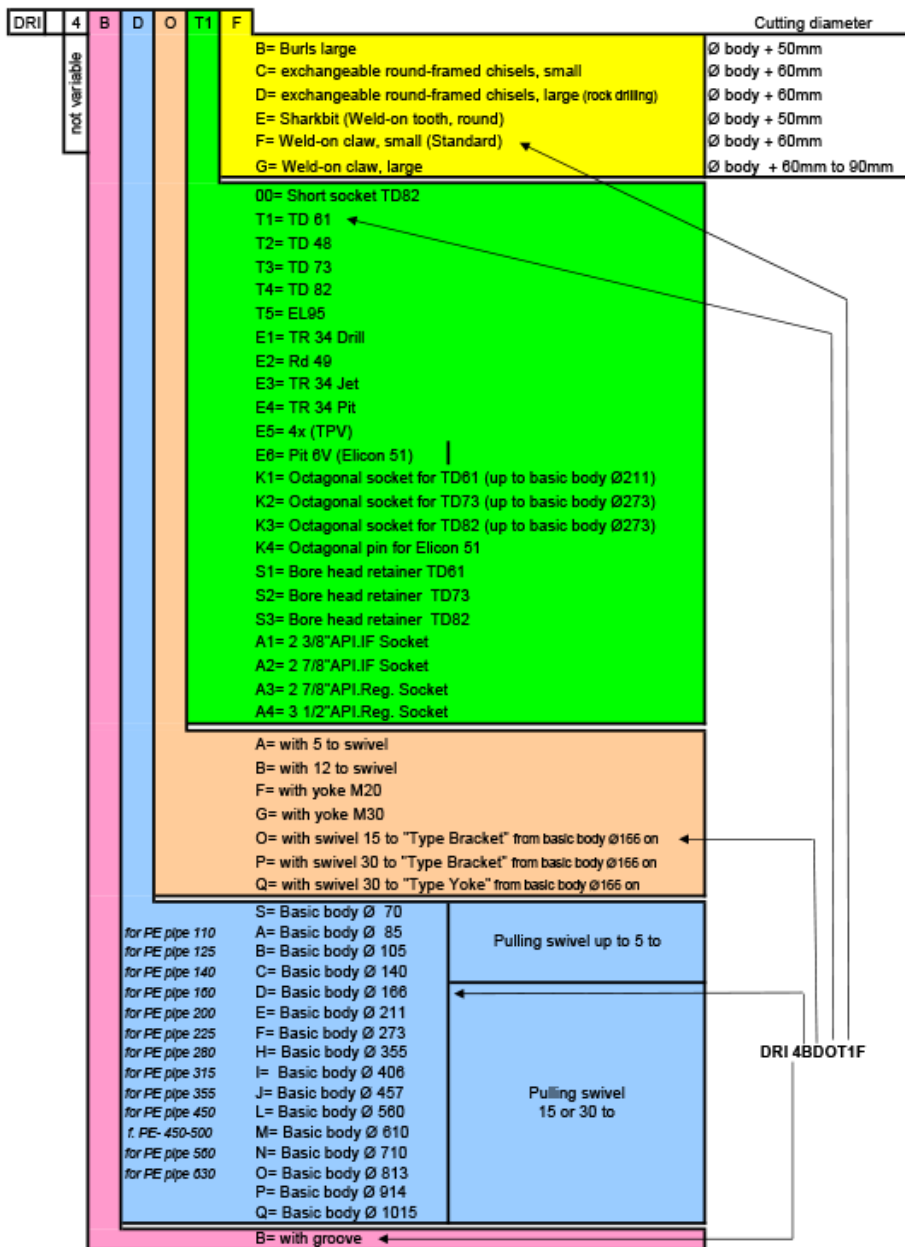 DRI 4 B D O T1 F Cutting diameter
not variable
B= Burls large Ø body + 50mm
C= exchangeable round-framed chisels, small Ø body + 60mm
D= exchangeable round-framed chisels, large (rock drilling) Ø body + 60mm
E= Sharkbit (Weld-on tooth, round) Ø body + 50mm
F= Weld-on claw, small (Standard) Ø body + 60mm
G= Weld-on claw, large Ø body + 60mm to 90mm
00= Short socket TD82
T1= TD 61
T2= TD 48
T3= TD 73
T4= TD 82
T5= EL95
E1= TR 34 Drill
E2= Rd 49
E3= TR 34 Jet
E4= TR 34 Pit
E5= 4x (TPV)
E6= Pit 6V (Elicon 51)
K1= Octagonal socket for TD61 (up to basic body Ø211)
K2= Octagonal socket for TD73 (up to basic body Ø273)
K3= Octagonal socket for TD82 (up to basic body Ø273)
K4= Octagonal pin for Elicon 51
S1= Bore head retainer TD61
S2= Bore head retainer TD73
S3= Bore head retainer TD82
A1= 2 3/8"API.IF Socket
A2= 2 7/8"API.IF Socket
A3= 2 7/8"API.Reg. Socket
A4= 3 1/2"API.Reg. Socket
A= with 5 to swivel
B= with 12 to swivel
F= with yoke M20
G= with yoke M30
O= with swivel 15 to "Type Bracket" from basic body Ø166 on
P= with swivel 30 to "Type Bracket" from basic body Ø166 on
Q= with swivel 30 to "Type Yoke" from basic body Ø166 on
S= Basic body Ø 70
for PE pipe 110 A= Basic body Ø 85
for PE pipe 125 B= Basic body Ø 105
for PE pipe 140 C= Basic body Ø 140
Pulling swivel up to 5 to
for PE pipe 160 D= Basic body Ø 166
for PE pipe 200 E= Basic body Ø 211
for PE pipe 225 F= Basic body Ø 273
for PE pipe 280 H= Basic body Ø 355
for PE pipe 315 I= Basic body Ø 406
for PE pipe 355 J= Basic body Ø 457
for PE pipe 450 L= Basic body Ø 560
f. PE- 450-500 M= Basic body Ø 610
for PE pipe 560 N= Basic body Ø 710
for PE pipe 630 O= Basic body Ø 813
P= Basic body Ø 914
Q= Basic body Ø 1015
Pulling swivel
15 or 30 to
DRI 4BDOT1F
B= with groove